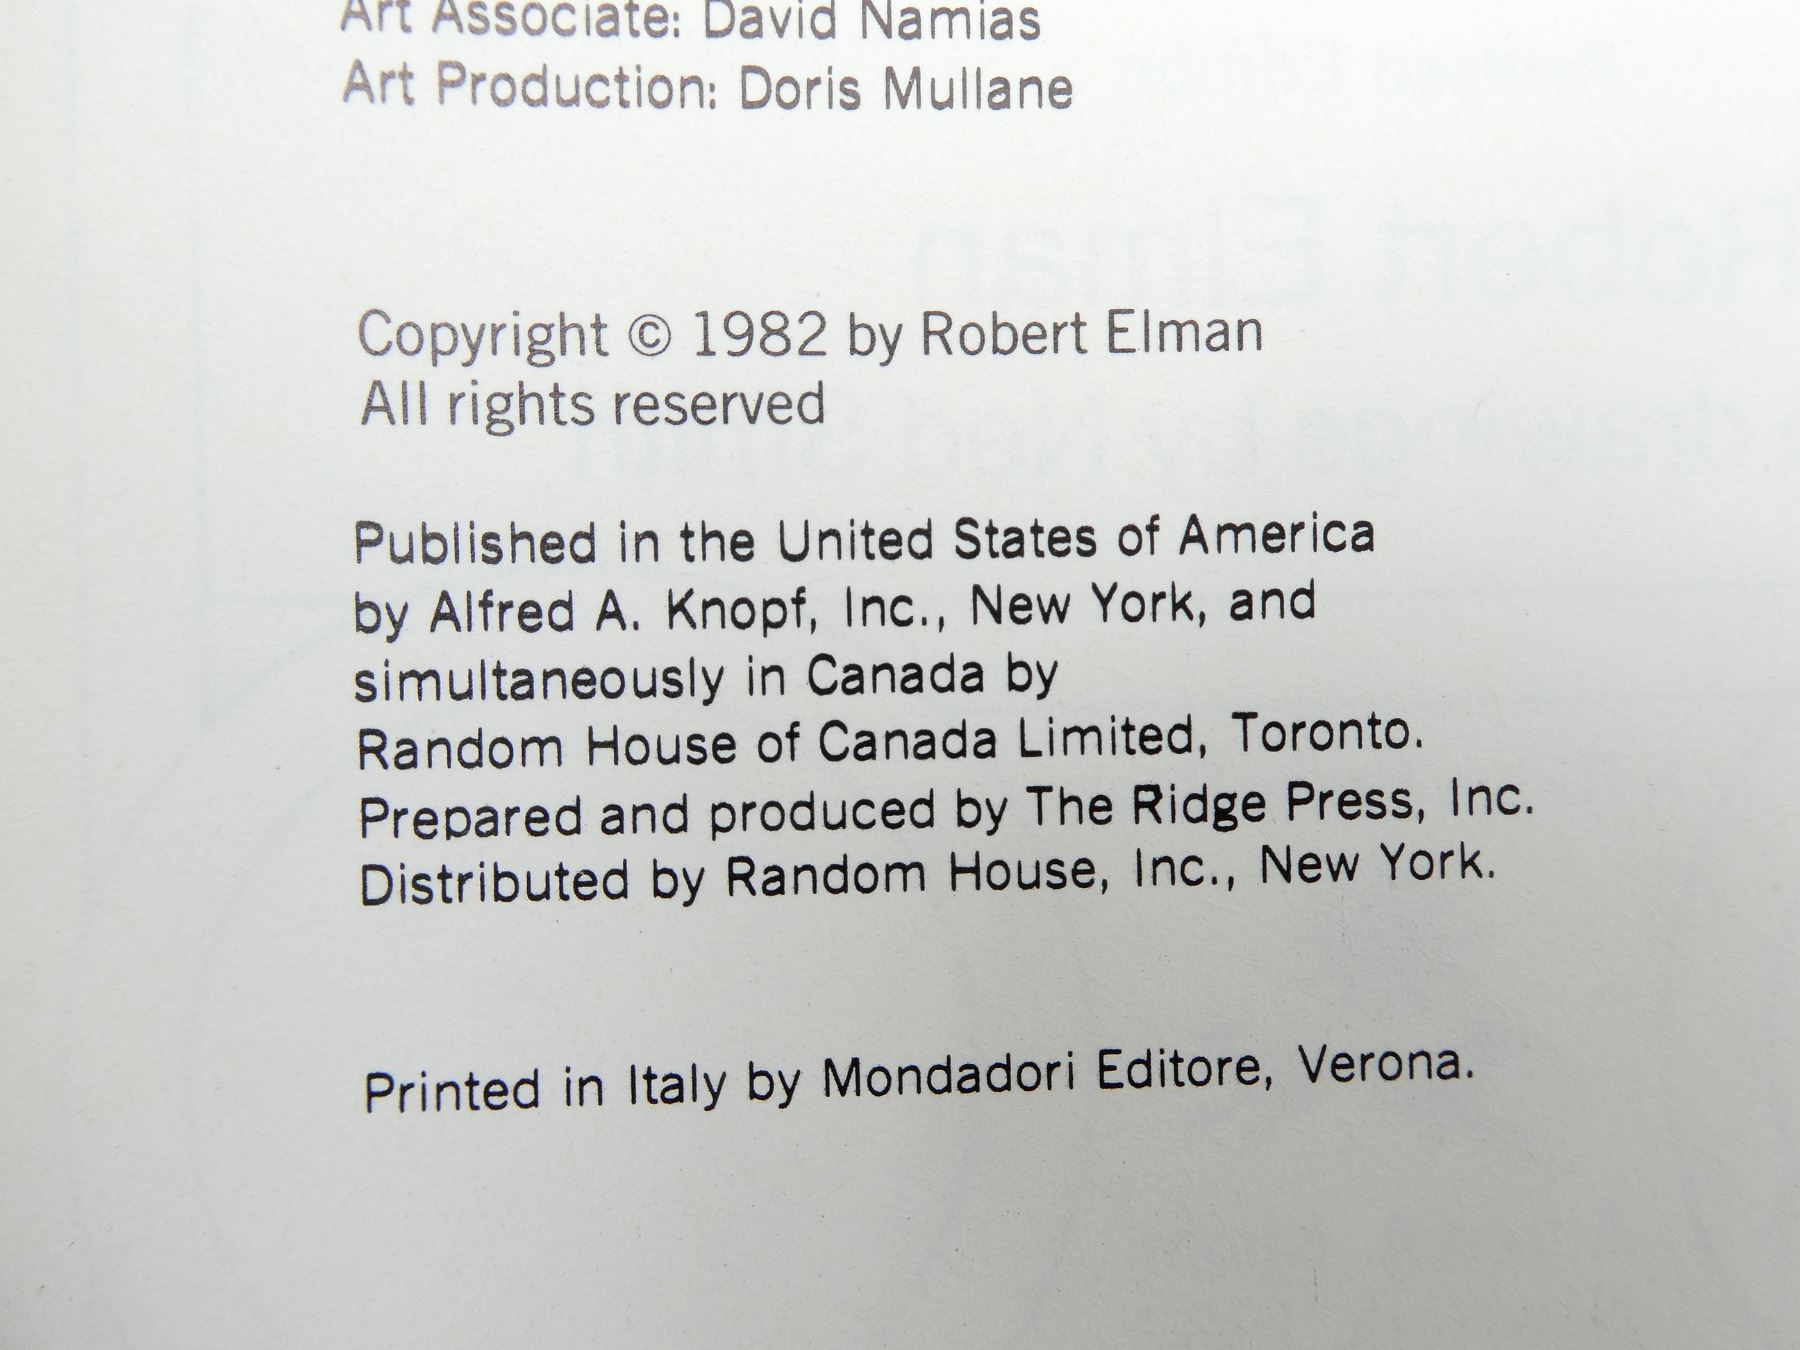 Art Associate: David Namias
Art Production: Doris Mullane
Copyright © 1982 by Robert Elman
All rights reserved
Published in the United States of America
by Alfred A. Knopf, Inc., New York, and
simultaneously in Canada by
Random House of Canada Limited, Toronto.
Prepared and produced by The Ridge Press, Inc.
Distributed by Random House, Inc., New York.
Printed in Italy by Mondadori Editore, Verona.